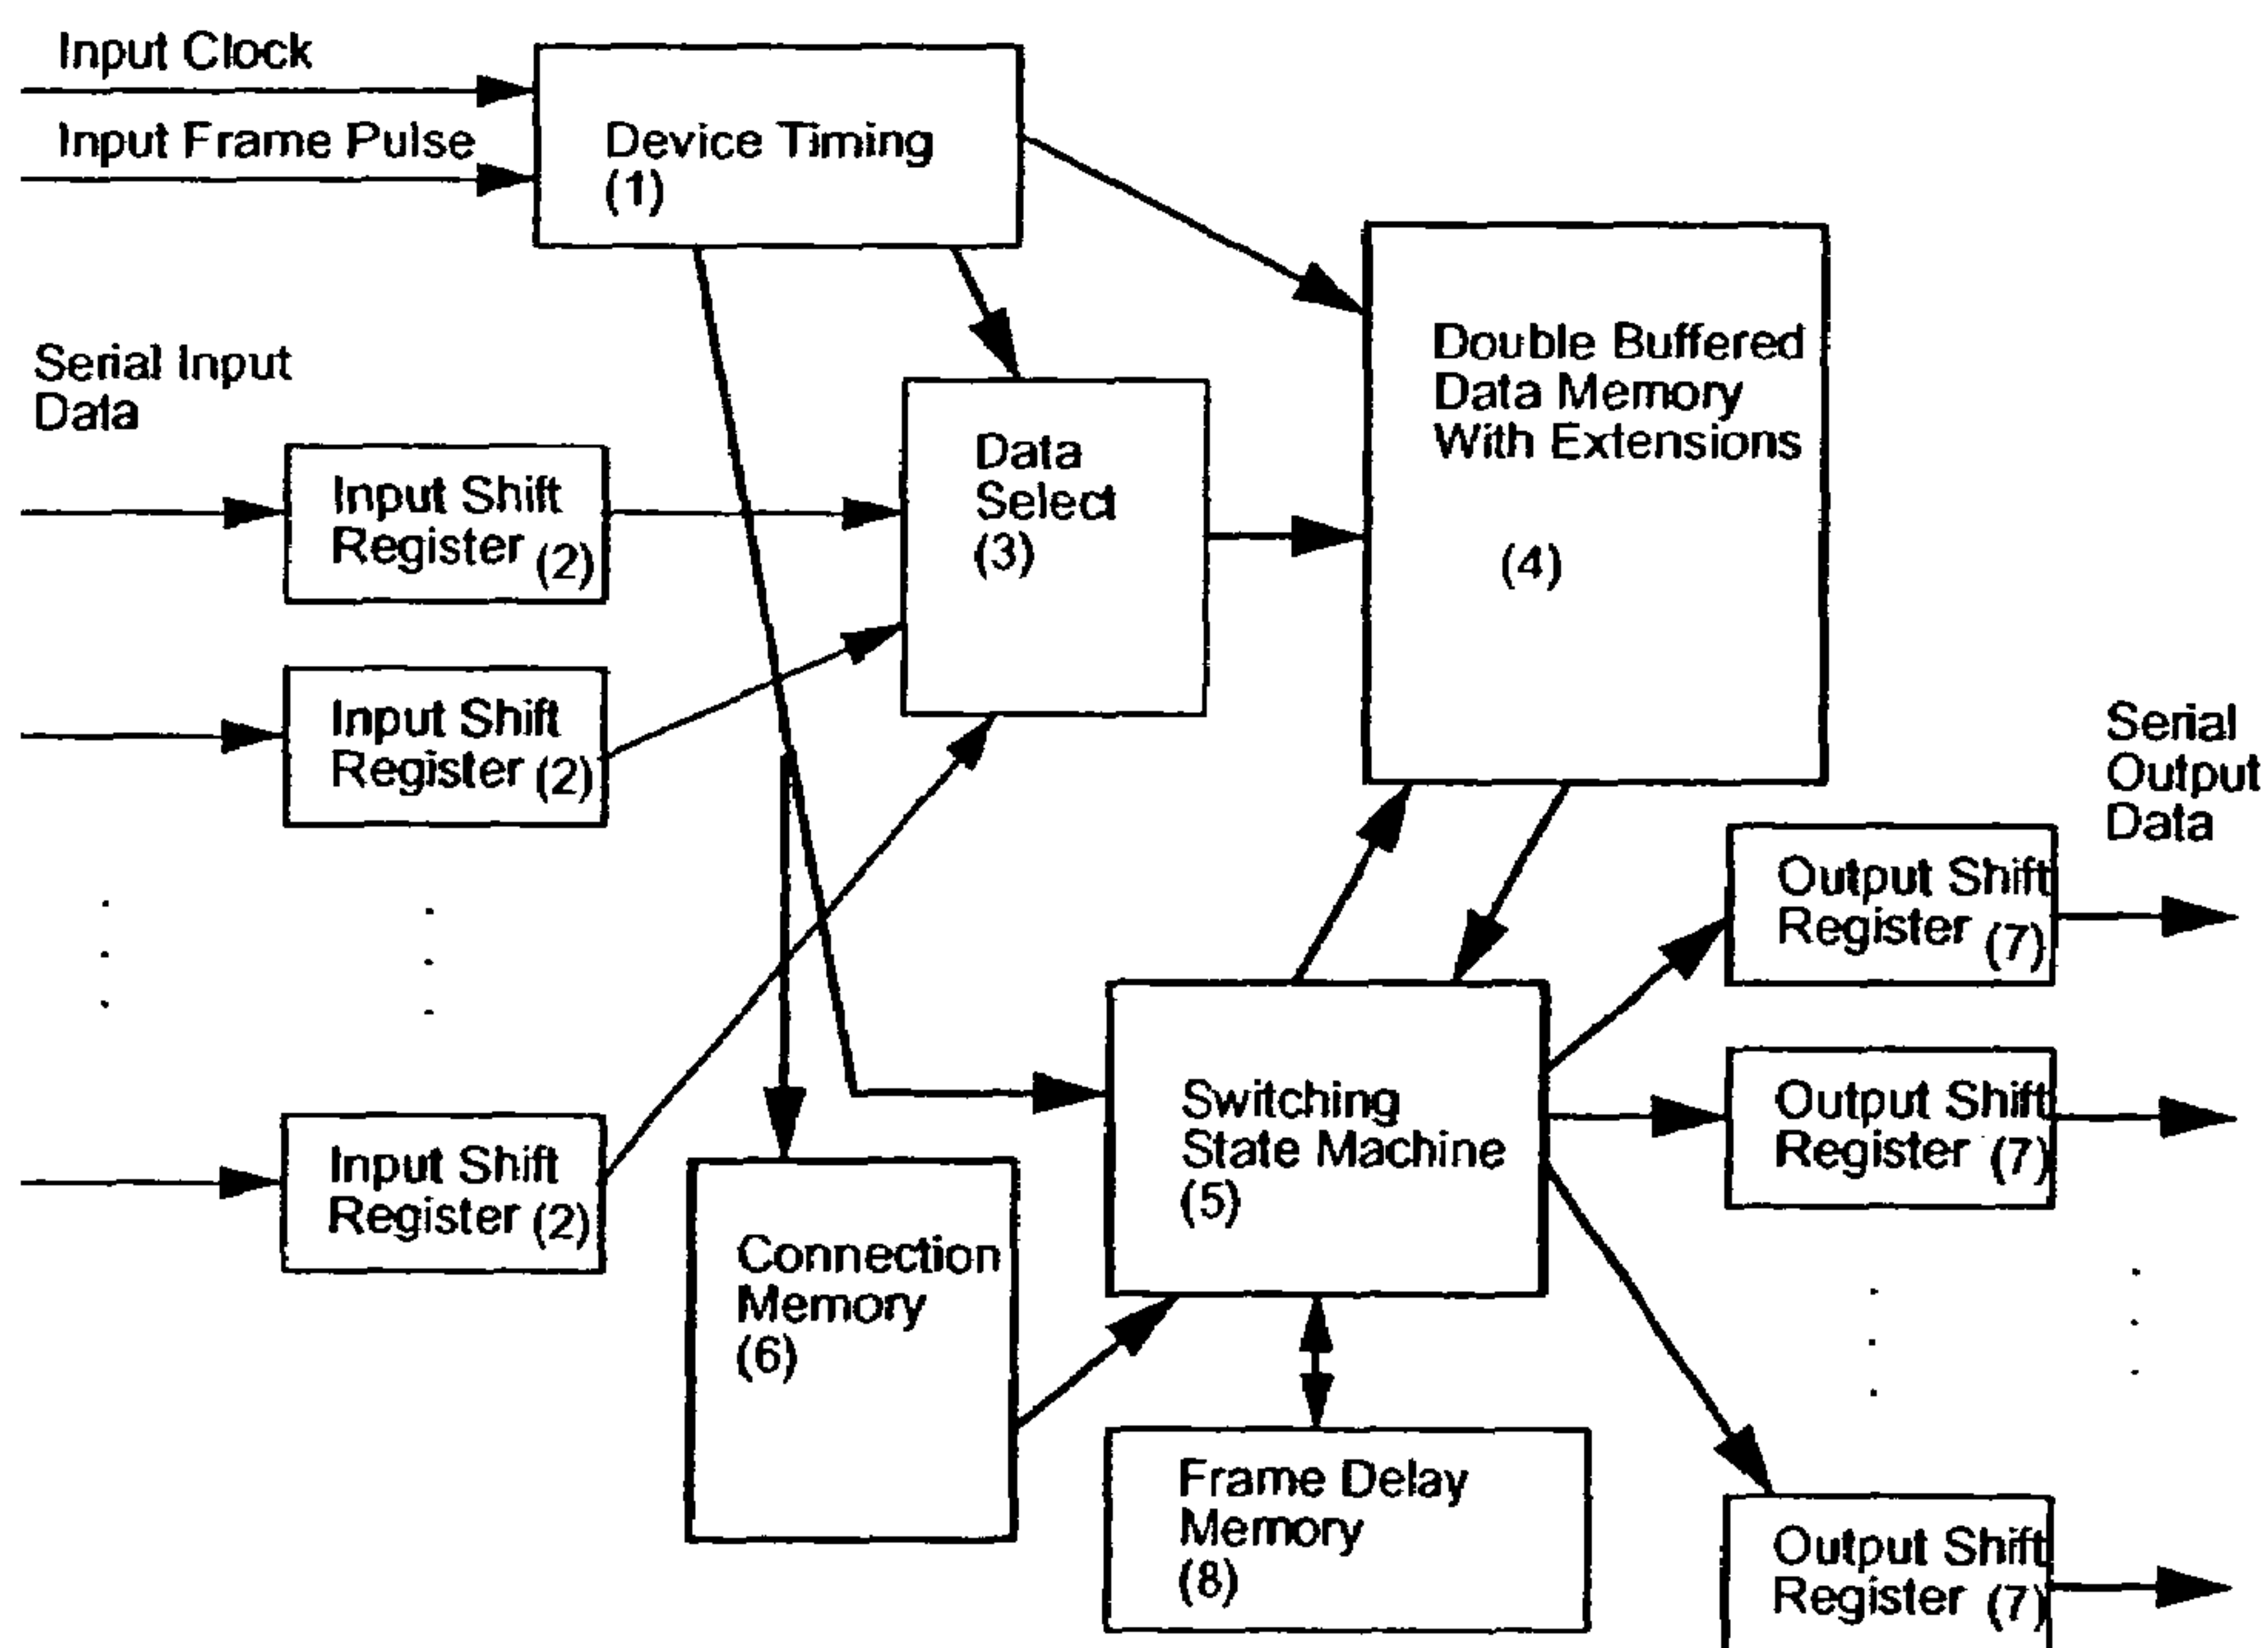 Input Clock
Input Frame Pulse
Device Timing
(1)
Serial Input
Data
Double Buffered
Data Memory
With Extensions
(4)
Data
Select
(3)
Input Shift
Register (2)
Input Shift
Register (2)
Input Shift
Register (2)
Serial
Output
Data
Output Shift
Register (7)
Output Shift
Register (7)
Output Shift
Register (7)
Switching
State Machine
(5)
Connection
Memory
(6)
Frame Delay
Memory
(8)